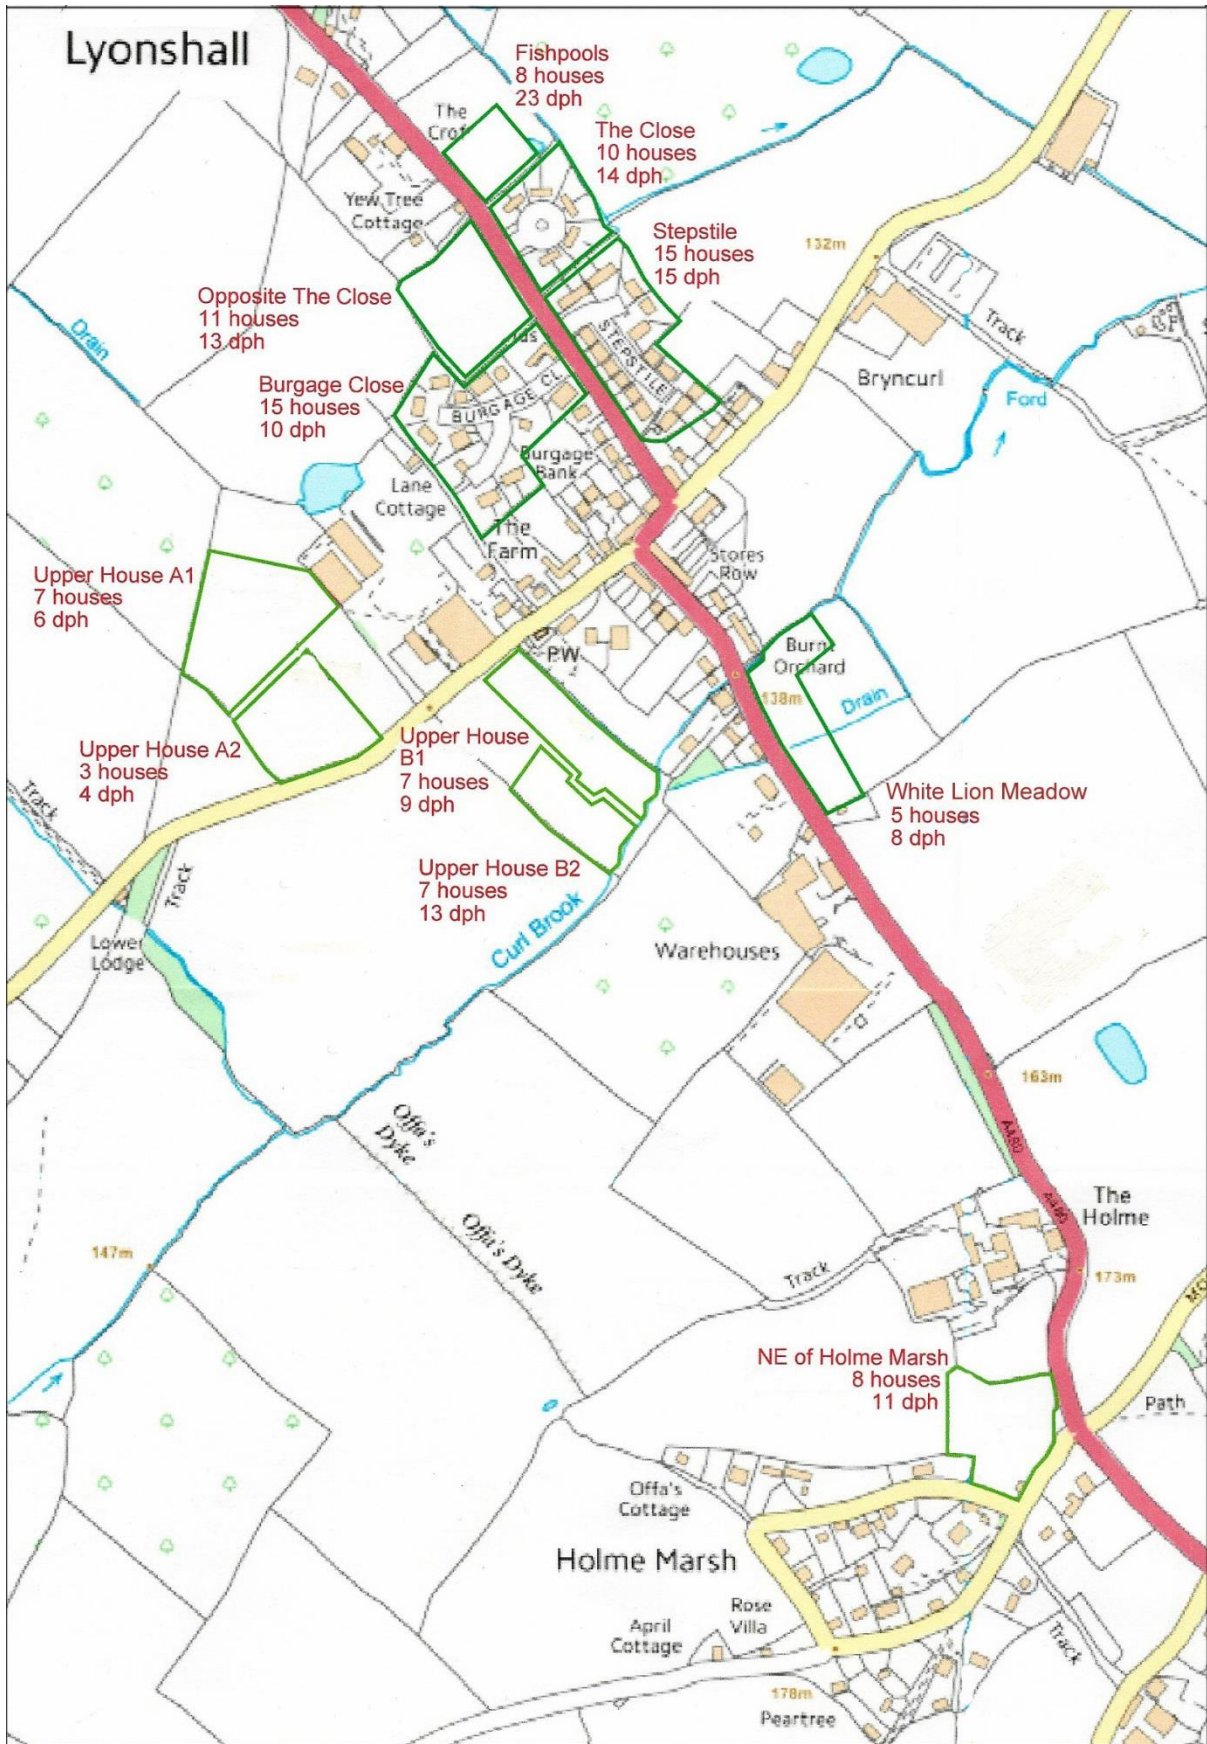 Lyonshall
Fishpools
8 houses
23 dph
The
The Close
10 houses
14 dph
Yew Tree
Cottage
Stepstile
15 houses
15 dph
132m
Opposite The Close
11 houses
13 dph
Drain
Track
STEPSTILE
Bryncurl
Ford
Burgage Close
15 houses
10 dph
BURGAGE CL
Burgage
Bank
Lane
Cottage
The
Farm
Stores
Row
Upper House A1
7 houses
6 dph
PW
Burnt
Orchard
138m
Drain
Upper House A2
3 houses
4 dph
Upper House
B1
7 houses
9 dph
White Lion Meadow
5 houses
8 dph
Track
Track
Upper House B2
7 houses
13 dph
Curl Brook
Lower
Lodge
Warehouses
163m
Offa's
Dyke
A480
A480
The
Holme
Offa's Dyke
147m
Track
173m
NE of Holme Marsh
8 houses
11 dph
Path
Offa's
Cottage
Holme Marsh
Rose
Villa
April
Cottage
Track
178m
Peartree